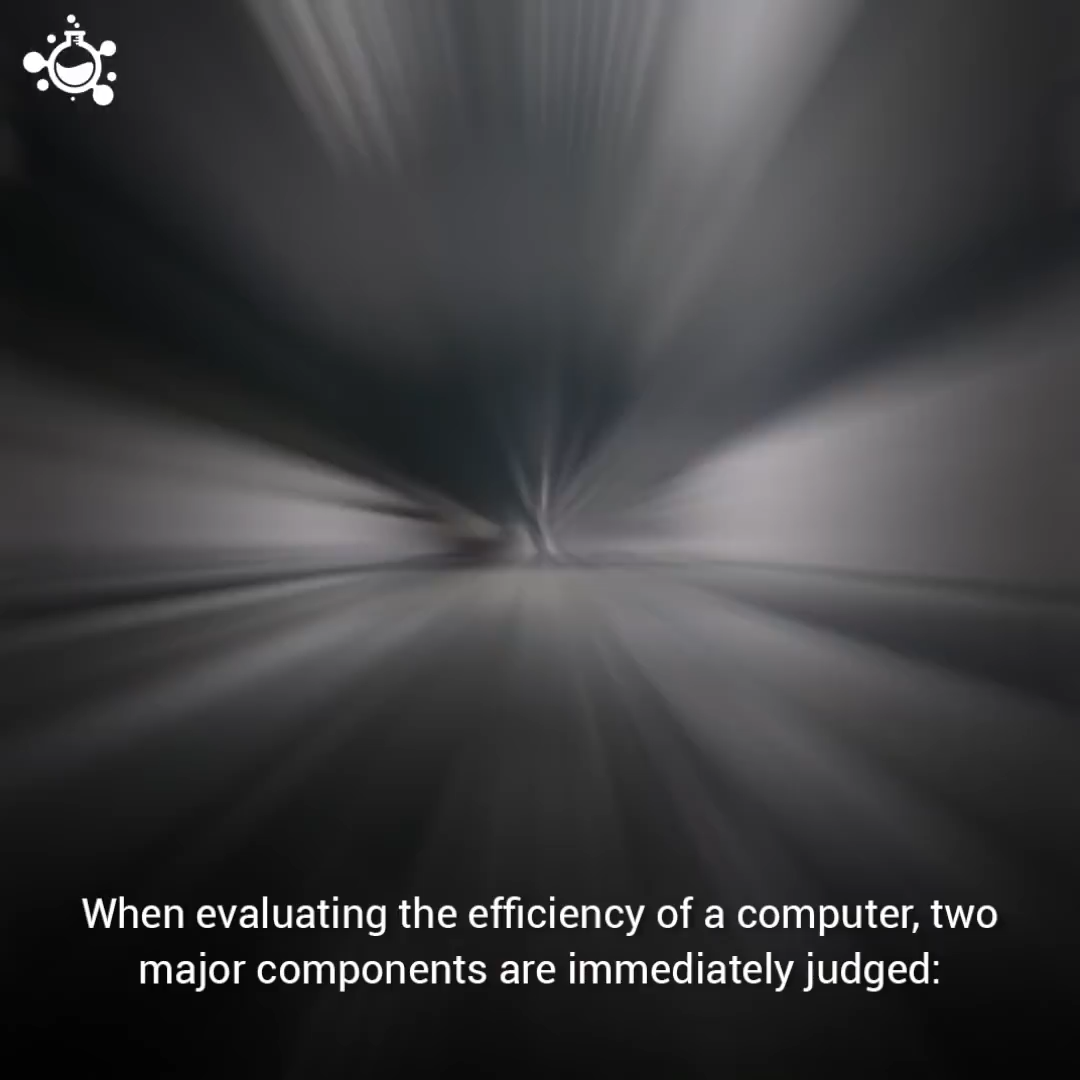 When evaluating the efficiency of a computer, two
major components are immediately judged: